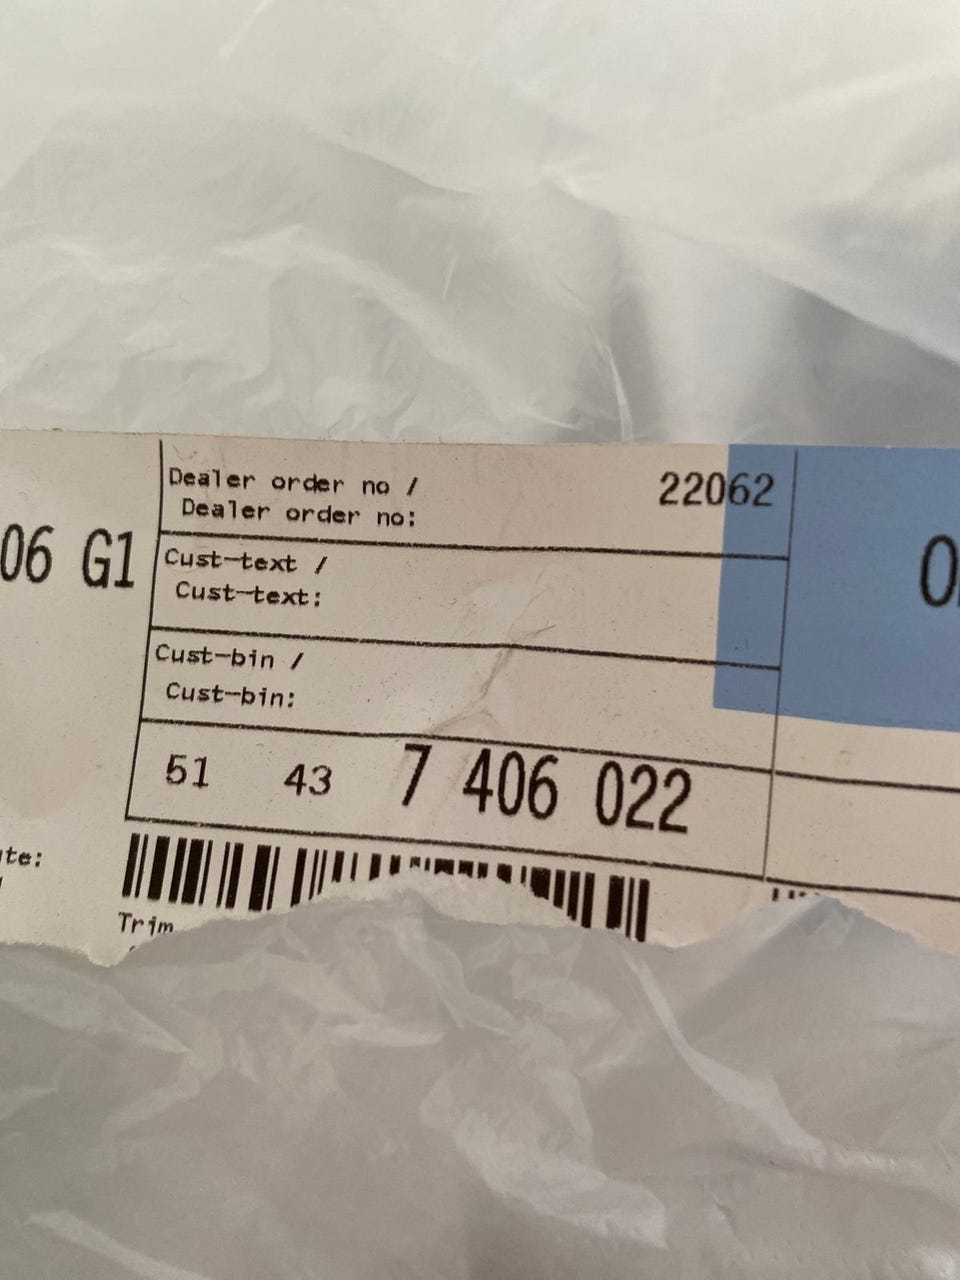 Dealer order no / 22062
Dealer order no:
06 G1
Cust-text /
Cust-text:
Cust-bin /
Cust-bin:
51 43 7 406 022
Trim